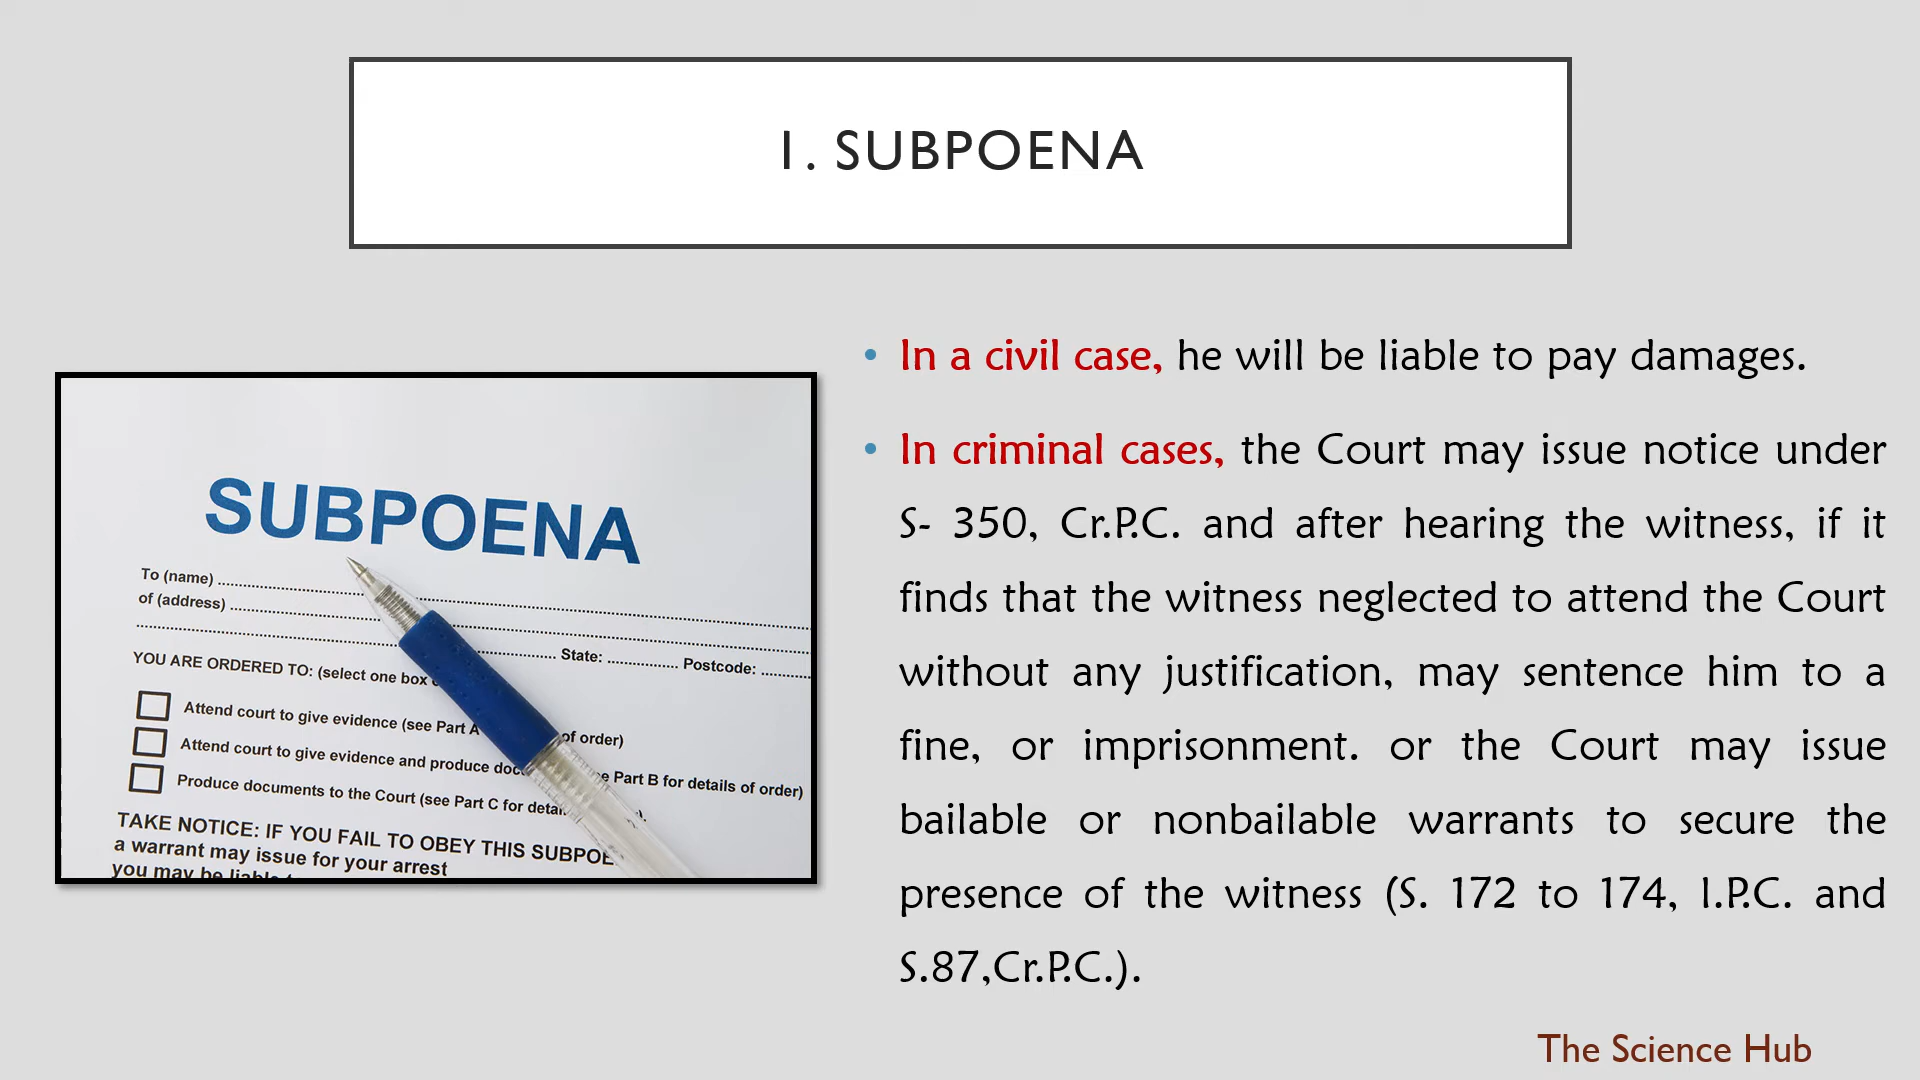 1. SUBPOENA
• In a civil case, he will be liable to pay damages.
• In criminal cases, the Court may issue notice under
S- 350, Cr.P.C. and after hearing the witness, if it
finds that the witness neglected to attend the Court
without any justification, may sentence him to a
fine, or imprisonment. or the Court may issue
bailable or nonbailable warrants to secure the
presence of the witness (S. 172 to 174, I.P.C. and
S.87,Cr.P.C.).
SUBPOENA
To (name)
of (address)
State: Postcode:
YOU ARE ORDERED TO: (select one box
Attend court to give evidence (see Part A of order)
Attend court to give evidence and produce Part B for details of order)
Produce documents to the Court (see Part C for
TAKE NOTICE: IF YOU FAIL TO OBEY THIS
a warrant may issue for your arrest
you may be liable
The Science Hub